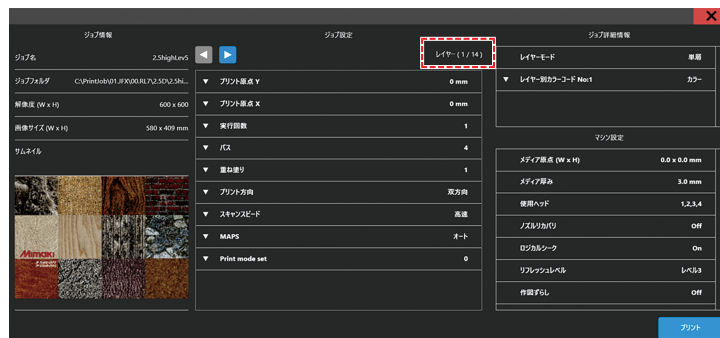 ジョブ情報
ジョブ名 2.5highLev5
ジョブフォルダ C:\PrintJob\01.JFX\00.RL7\2.5D\2.5hi...
解像度 (W x H) 600 x 600
画像サイズ (W x H) 580 x 409 mm
サムネイル
Mimaki
ジョブ設定
レイヤー ( 1 / 14 )
プリント原点 Y 0 mm
プリント原点 X 0 mm
実行回数 1
パス 4
重ね塗り 1
プリント方向 双方向
スキャンスピード 高速
MAPS オート
Print mode set 0
ジョブ詳細情報
レイヤーモード 単層
レイヤー別カラーコード No:1 カラー
マシン設定
メディア原点 (W x H) 0.0 x 0.0 mm
メディア厚み 3.0 mm
使用ヘッド 1,2,3,4
ノズルリカバリ Off
ロジカルシーク On
リフレッシュレベル レベル3
作図ずらし Off
プリント